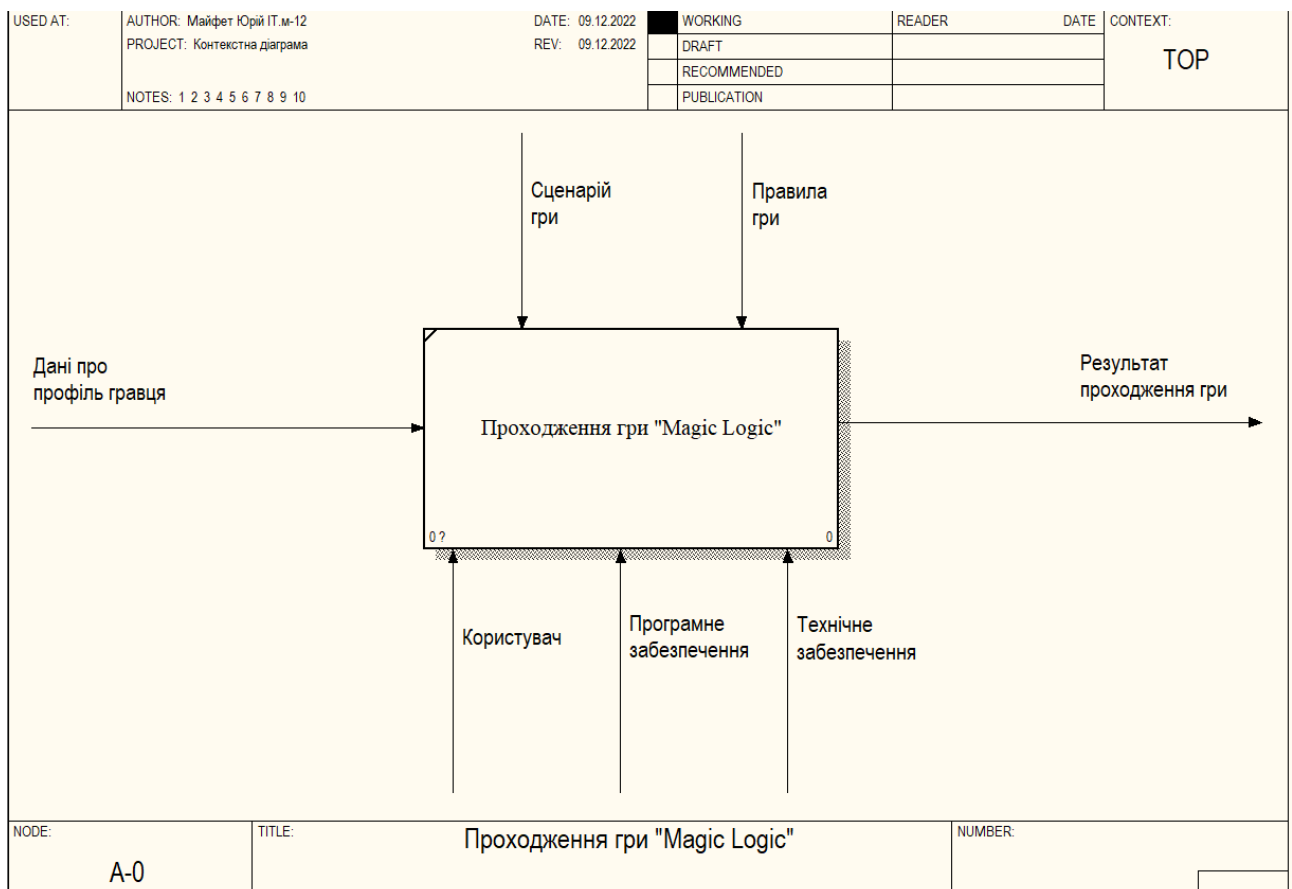 USED AT:
AUTHOR: Майфет Юрій ІТ.м-12
DATE: 09.12.2022
WORKING
READER
DATE
CONTEXT:
PROJECT: Контекстна діаграма
REV: 09.12.2022
DRAFT
TOP
RECOMMENDED
NOTES: 1 2 3 4 5 6 7 8 9 10
PUBLICATION
Сценарій
гри
Правила
гри
Дані про
профіль гравця
Результат
проходження гри
Проходження гри "Magic Logic"
0 ?
0
Користувач
Програмне
забезпечення
Технічне
забезпечення
NODE:
TITLE:
NUMBER:
Проходження гри "Magic Logic"
A-0